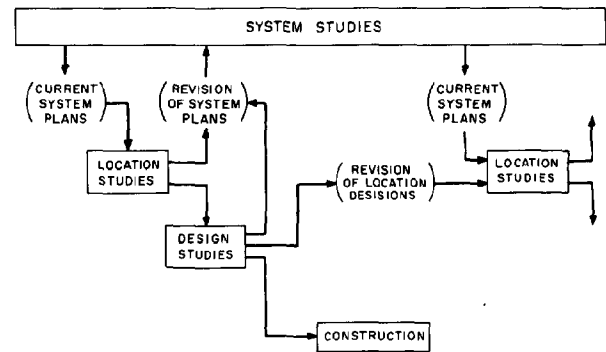 SYSTEM STUDIES
(CURRENT
SYSTEM
PLANS)
(REVISION
OF SYSTEM
PLANS)
(CURRENT
SYSTEM
PLANS)
LOCATION
STUDIES
(REVISION
OF LOCATION
DESISIONS)
LOCATION
STUDIES
DESIGN
STUDIES
CONSTRUCTION